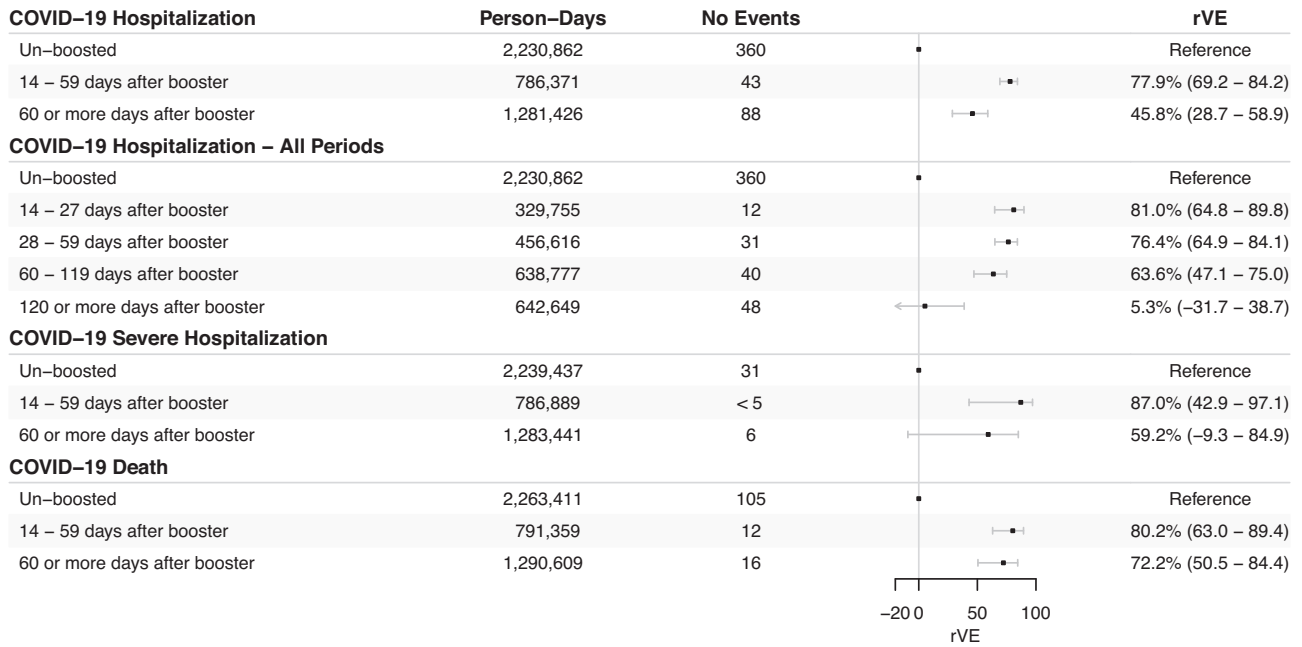 COVID−19 Hospitalization Person−Days No Events rVE
Un−boosted 2,230,862 360 Reference
14 − 59 days after booster 786,371 43 77.9% (69.2 − 84.2)
60 or more days after booster 1,281,426 88 45.8% (28.7 − 58.9)
COVID−19 Hospitalization − All Periods
Un−boosted 2,230,862 360 Reference
14 − 27 days after booster 329,755 12 81.0% (64.8 − 89.8)
28 − 59 days after booster 456,616 31 76.4% (64.9 − 84.1)
60 − 119 days after booster 638,777 40 63.6% (47.1 − 75.0)
120 or more days after booster 642,649 48 5.3% (−31.7 − 38.7)
COVID−19 Severe Hospitalization
Un−boosted 2,239,437 31 Reference
14 − 59 days after booster 786,889 < 5 87.0% (42.9 − 97.1)
60 or more days after booster 1,283,441 6 59.2% (−9.3 − 84.9)
COVID−19 Death
Un−boosted 2,263,411 105 Reference
14 − 59 days after booster 791,359 12 80.2% (63.0 − 89.4)
60 or more days after booster 1,290,609 16 72.2% (50.5 − 84.4)
−20 0 50 100
rVE